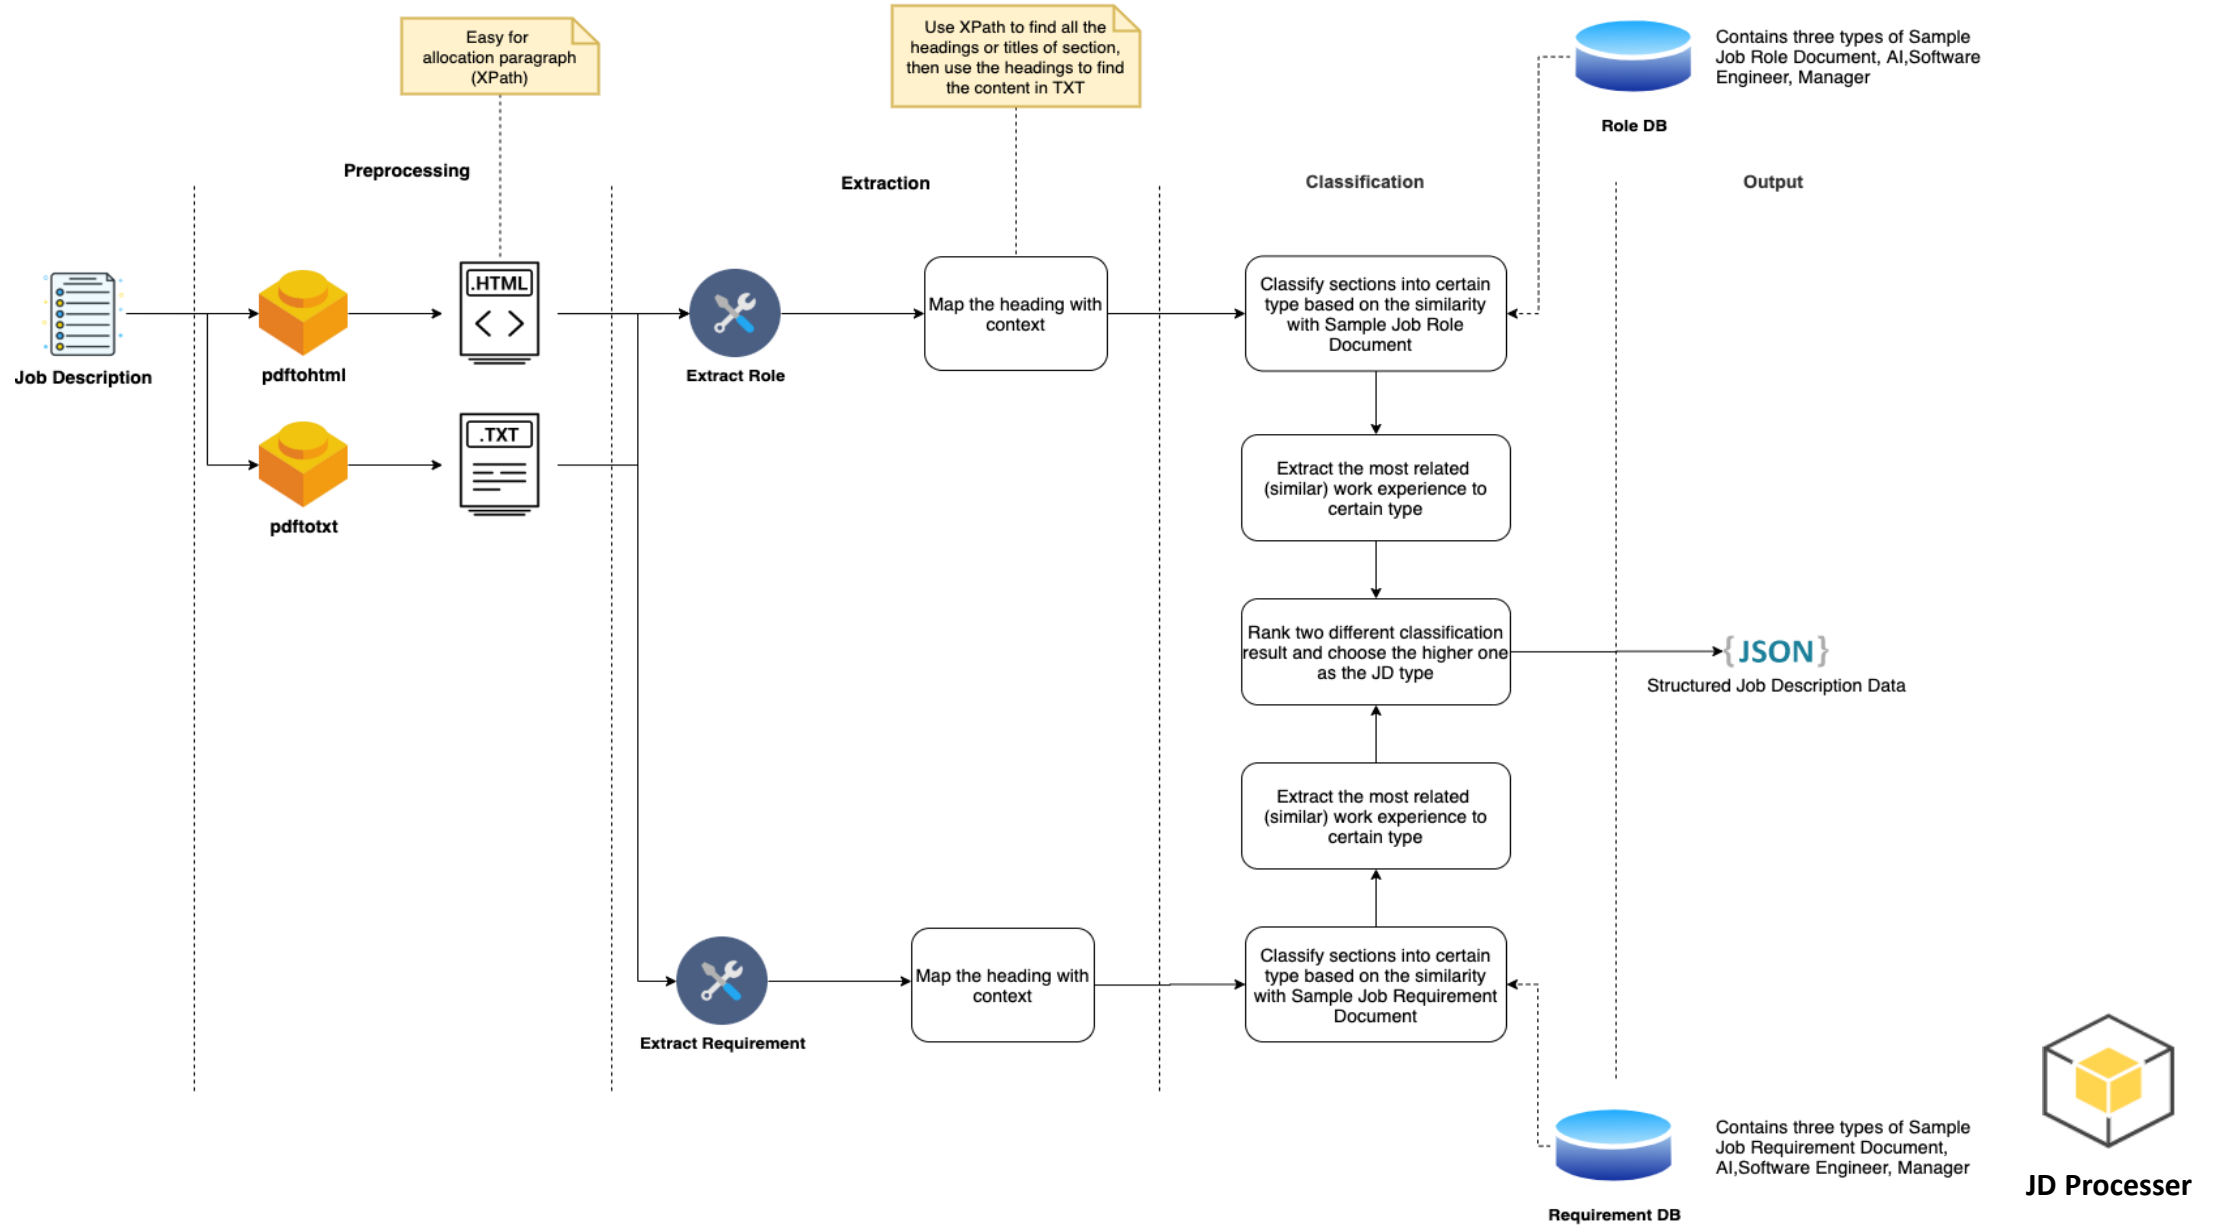 Easy for
allocation paragraph
(XPath)
Use XPath to find all the
headings or titles of section,
then use the headings to find
the content in TXT
Contains three types of Sample
Job Role Document, AI,Software
Engineer, Manager
Role DB
Preprocessing
Extraction
Classification
Output
Job Description
pdftohtml
.HTML
Extract Role
Map the heading with
context
Classify sections into certain
type based on the similarity
with Sample Job Role
Document
pdftotxt
.TXT
Extract the most related
(similar) work experience to
certain type
Rank two different classification
result and choose the higher one
as the JD type
{JSON}
Structured Job Description Data
Extract the most related
(similar) work experience to
certain type
Extract Requirement
Map the heading with
context
Classify sections into certain
type based on the similarity
with Sample Job Requirement
Document
Contains three types of Sample
Job Requirement Document,
AI,Software Engineer, Manager
Requirement DB
JD Processer